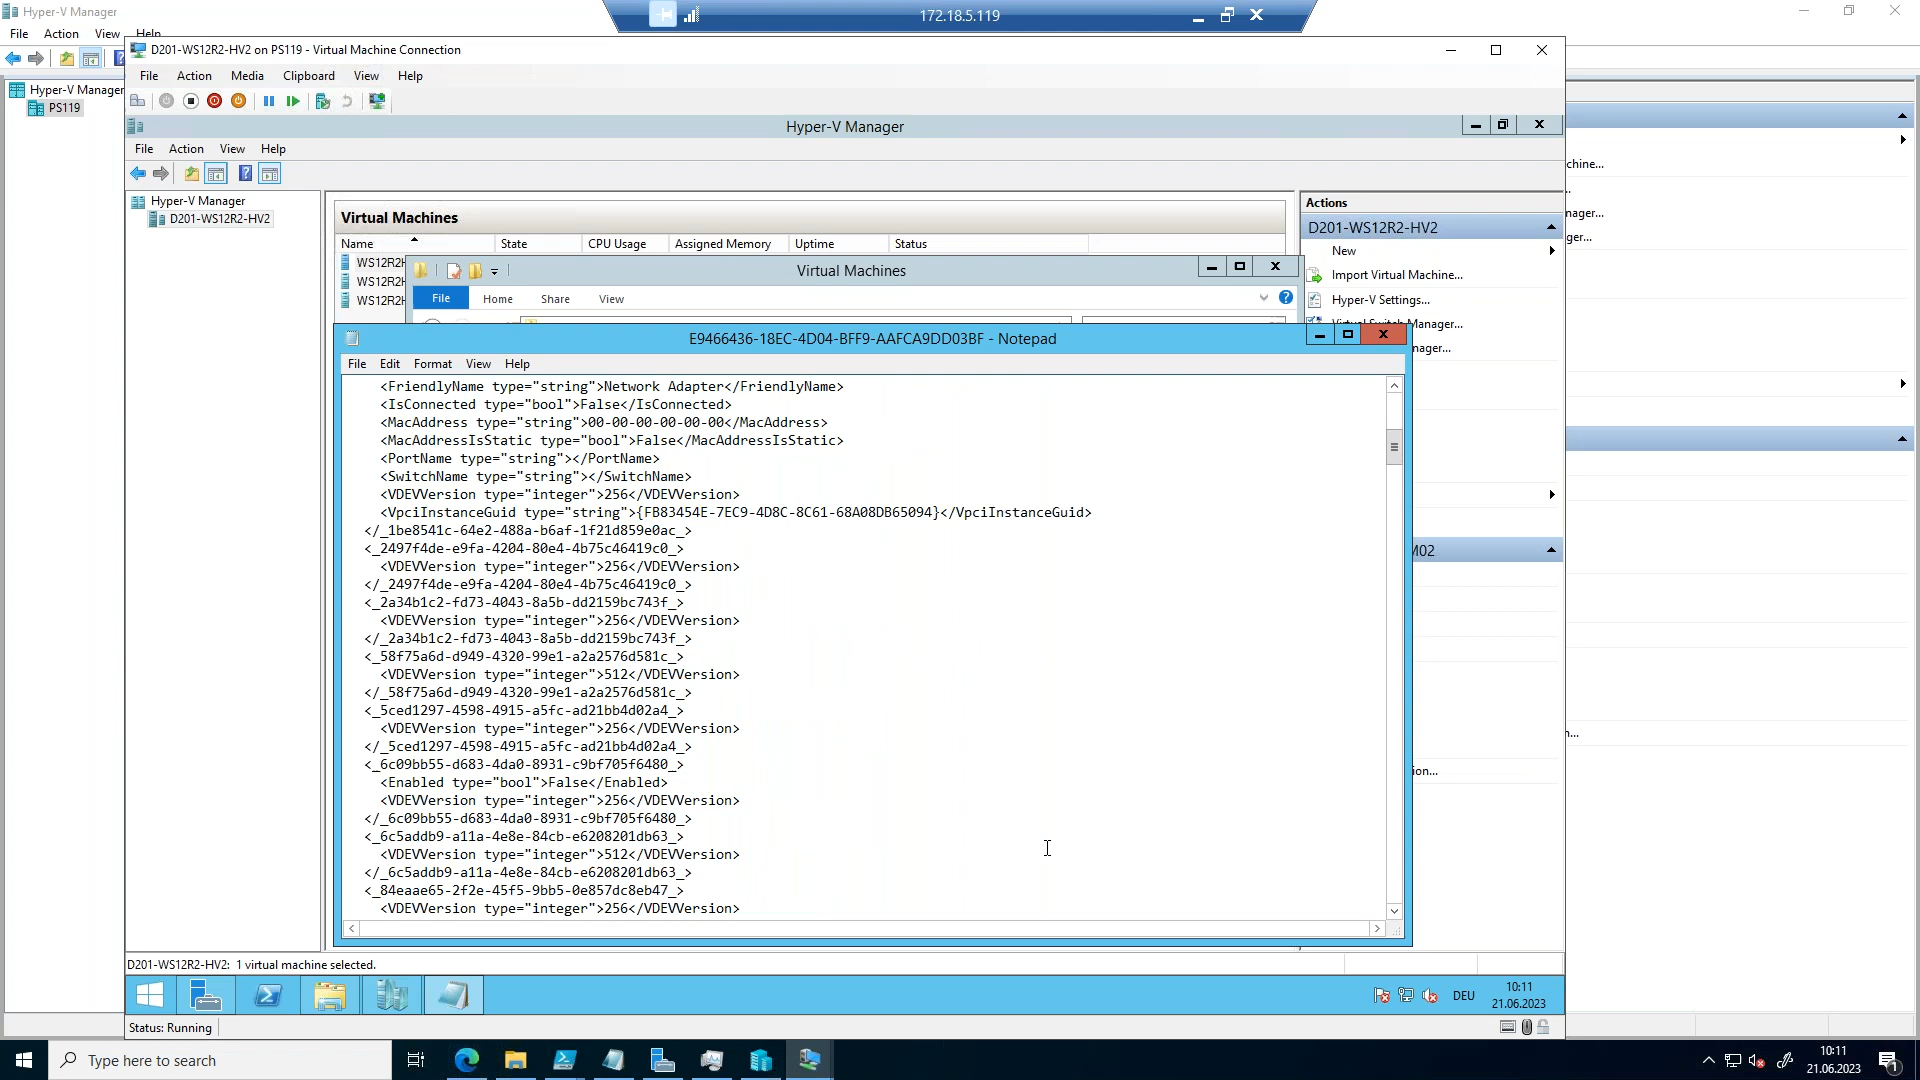 Hyper-V Manager
172.18.5.119
File Action View Help
D201-WS12R2-HV2 on PS119 - Virtual Machine Connection
File Action Media Clipboard View Help
Hyper-V Manager
PS119
Hyper-V Manager
File Action View Help
Hyper-V Manager
D201-WS12R2-HV2
Virtual Machines
Name State CPU Usage Assigned Memory Uptime Status
WS12R2H
WS12R2H
WS12R2H
Actions
D201-WS12R2-HV2
New
Import Virtual Machine...
Hyper-V Settings...
Virtual Switch Manager...
nager...
M02
ion...
chine...
..
nager...
ger...
n...
Virtual Machines
File Home Share View
E9466436-18EC-4D04-BFF9-AAFCA9DD03BF - Notepad
File Edit Format View Help
<FriendlyName type="string">Network Adapter</FriendlyName>
<IsConnected type="bool">False</IsConnected>
<MacAddress type="string">00-00-00-00-00-00</MacAddress>
<MacAddressIsStatic type="bool">False</MacAddressIsStatic>
<PortName type="string"></PortName>
<SwitchName type="string"></SwitchName>
<VDEVVersion type="integer">256</VDEVVersion>
<VpciInstanceGuid type="string">{FB83454E-7EC9-4D8C-8C61-68A08DB65094}</VpciInstanceGuid>
</_1be8541c-64e2-488a-b6af-1f21d859e0ac_>
<_2497f4de-e9fa-4204-80e4-4b75c46419c0_>
<VDEVVersion type="integer">256</VDEVVersion>
</_2497f4de-e9fa-4204-80e4-4b75c46419c0_>
<_2a34b1c2-fd73-4043-8a5b-dd2159bc743f_>
<VDEVVersion type="integer">256</VDEVVersion>
</_2a34b1c2-fd73-4043-8a5b-dd2159bc743f_>
<_58f75a6d-d949-4320-99e1-a2a2576d581c_>
<VDEVVersion type="integer">512</VDEVVersion>
</_58f75a6d-d949-4320-99e1-a2a2576d581c_>
<_5ced1297-4598-4915-a5fc-ad21bb4d02a4_>
<VDEVVersion type="integer">256</VDEVVersion>
</_5ced1297-4598-4915-a5fc-ad21bb4d02a4_>
<_6c09bb55-d683-4da0-8931-c9bf705f6480_>
<Enabled type="bool">False</Enabled>
<VDEVVersion type="integer">256</VDEVVersion>
</_6c09bb55-d683-4da0-8931-c9bf705f6480_>
<_6c5addb9-a11a-4e8e-84cb-e6208201db63_>
<VDEVVersion type="integer">512</VDEVVersion>
</_6c5addb9-a11a-4e8e-84cb-e6208201db63_>
<_84eaae65-2f2e-45f5-9bb5-0e857dc8eb47_>
<VDEVVersion type="integer">256</VDEVVersion>
D201-WS12R2-HV2: 1 virtual machine selected.
DEU
10:11
21.06.2023
Status: Running
Type here to search
10:11
21.06.2023
1